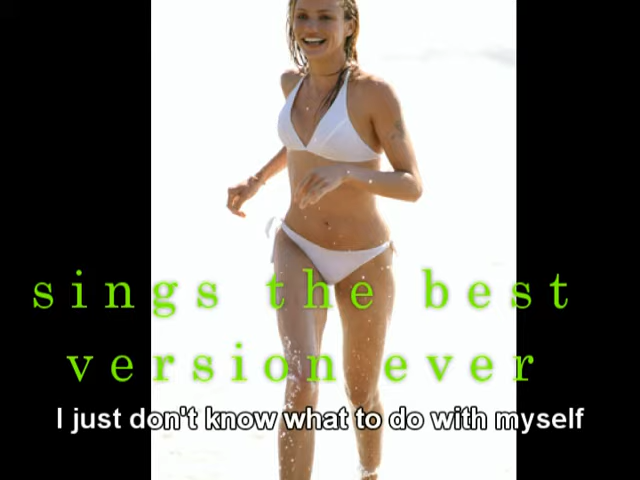 sings the best
version ever
I just don't know what to do with myself